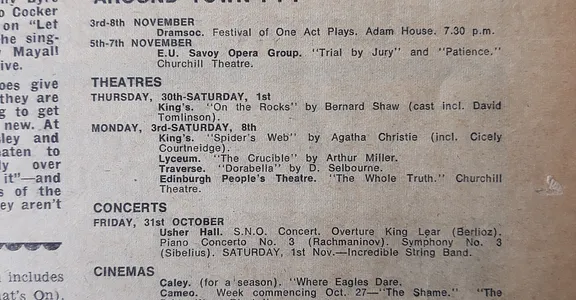 AROUND TOWN
3rd-8th NOVEMBER
Dramsoc. Festival of One Act Plays. Adam House. 7.30 p.m.
5th-7th NOVEMBER
E.U. Savoy Opera Group. "Trial by Jury" and "Patience."
Churchill Theatre.
THEATRES
THURSDAY, 30th-SATURDAY, 1st
King's. "On the Rocks" by Bernard Shaw (cast incl. David
Tomlinson).
MONDAY, 3rd-SATURDAY, 8th
King's. "Spider's Web" by Agatha Christie (incl. Cicely
Courtneidge).
Lyceum. "The Crucible" by Arthur Miller.
Traverse. "Dorabella" by D. Selbourne.
Edinburgh People's Theatre. "The Whole Truth." Churchill
Theatre.
CONCERTS
FRIDAY, 31st OCTOBER
Usher Hall. S.N.O. Concert. Overture King Lear (Berlioz).
Piano Concerto No. 3 (Rachmaninov). Symphony No. 3
(Sibelius). SATURDAY, 1st Nov.—Incredible String Band.
CINEMAS
Caley. (for a season). "Where Eagles Dare.
Cameo. Week commencing Oct. 27—"The Shame." "The
Cocker
on "Let
the sing-
Mayall
ive.
oes give
they are
g to get
new. At
ley and
eaten to
ly over
it"—and
s of the
ey aren't
includes
hat's On).